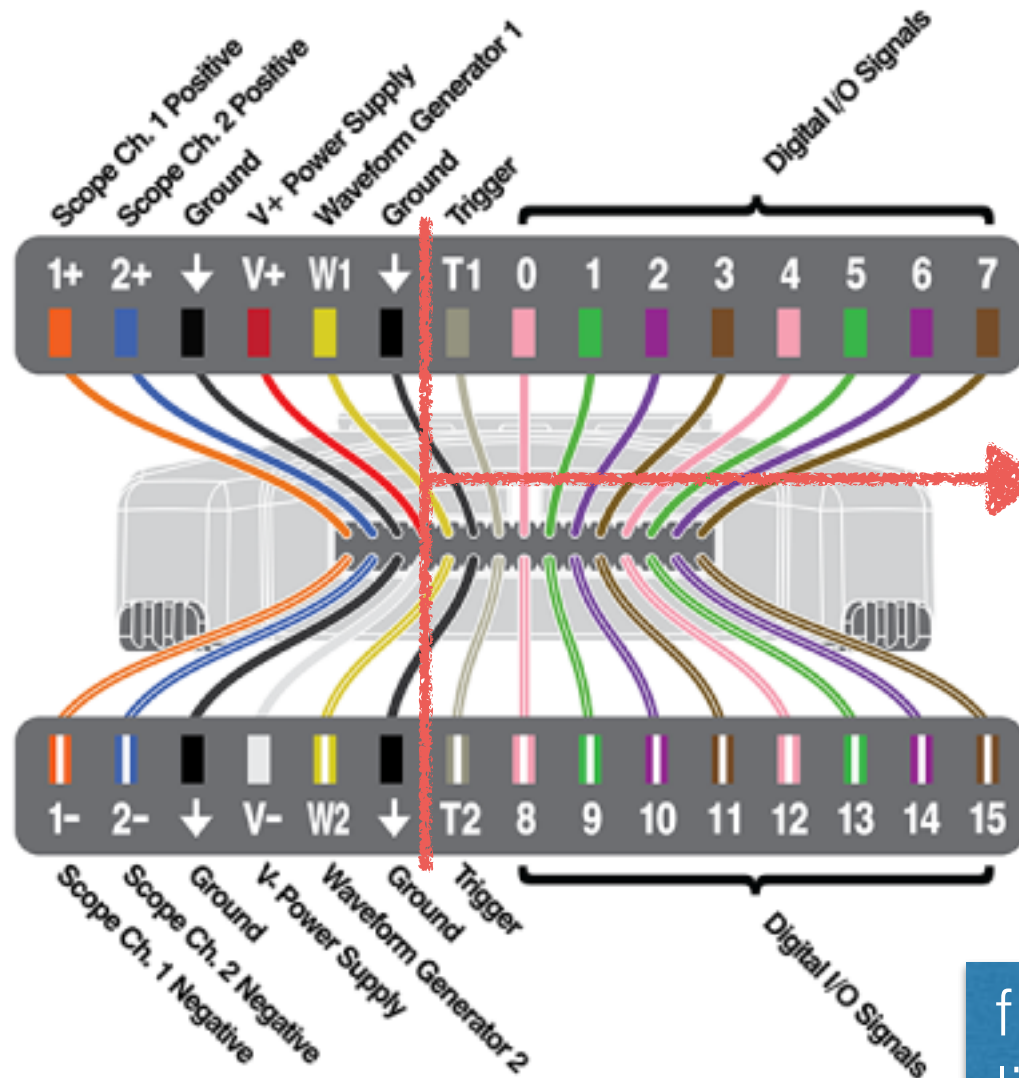 Scope Ch. 1 Positive
Scope Ch. 2 Positive
Ground
V+ Power Supply
Waveform Generator 1
Ground
Trigger
Digital I/O Signals
1+ 2+ ↓ V+ W1 ↓ T1 0 1 2 3 4 5 6 7
1- 2- ↓ V- W2 ↓ T2 8 9 10 11 12 13 14 15
Scope Ch. 1 Negative
Scope Ch. 2 Negative
Ground
V- Power Supply
Waveform Generator 2
Ground
Trigger
Digital I/O Signals